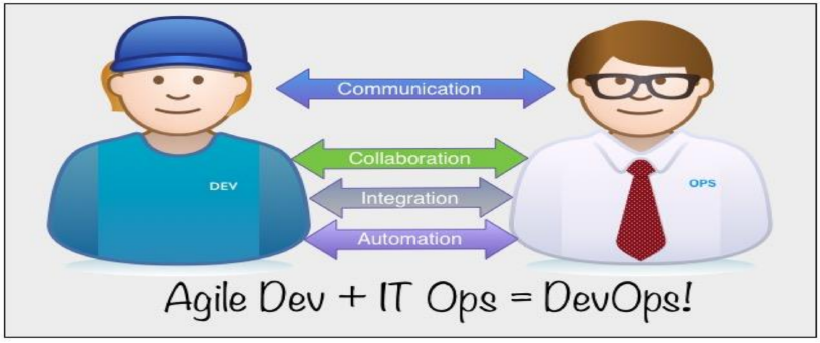 Communication
Collaboration
DEV
OPS
Integration
Automation
Agile Dev + IT Ops = DevOps!